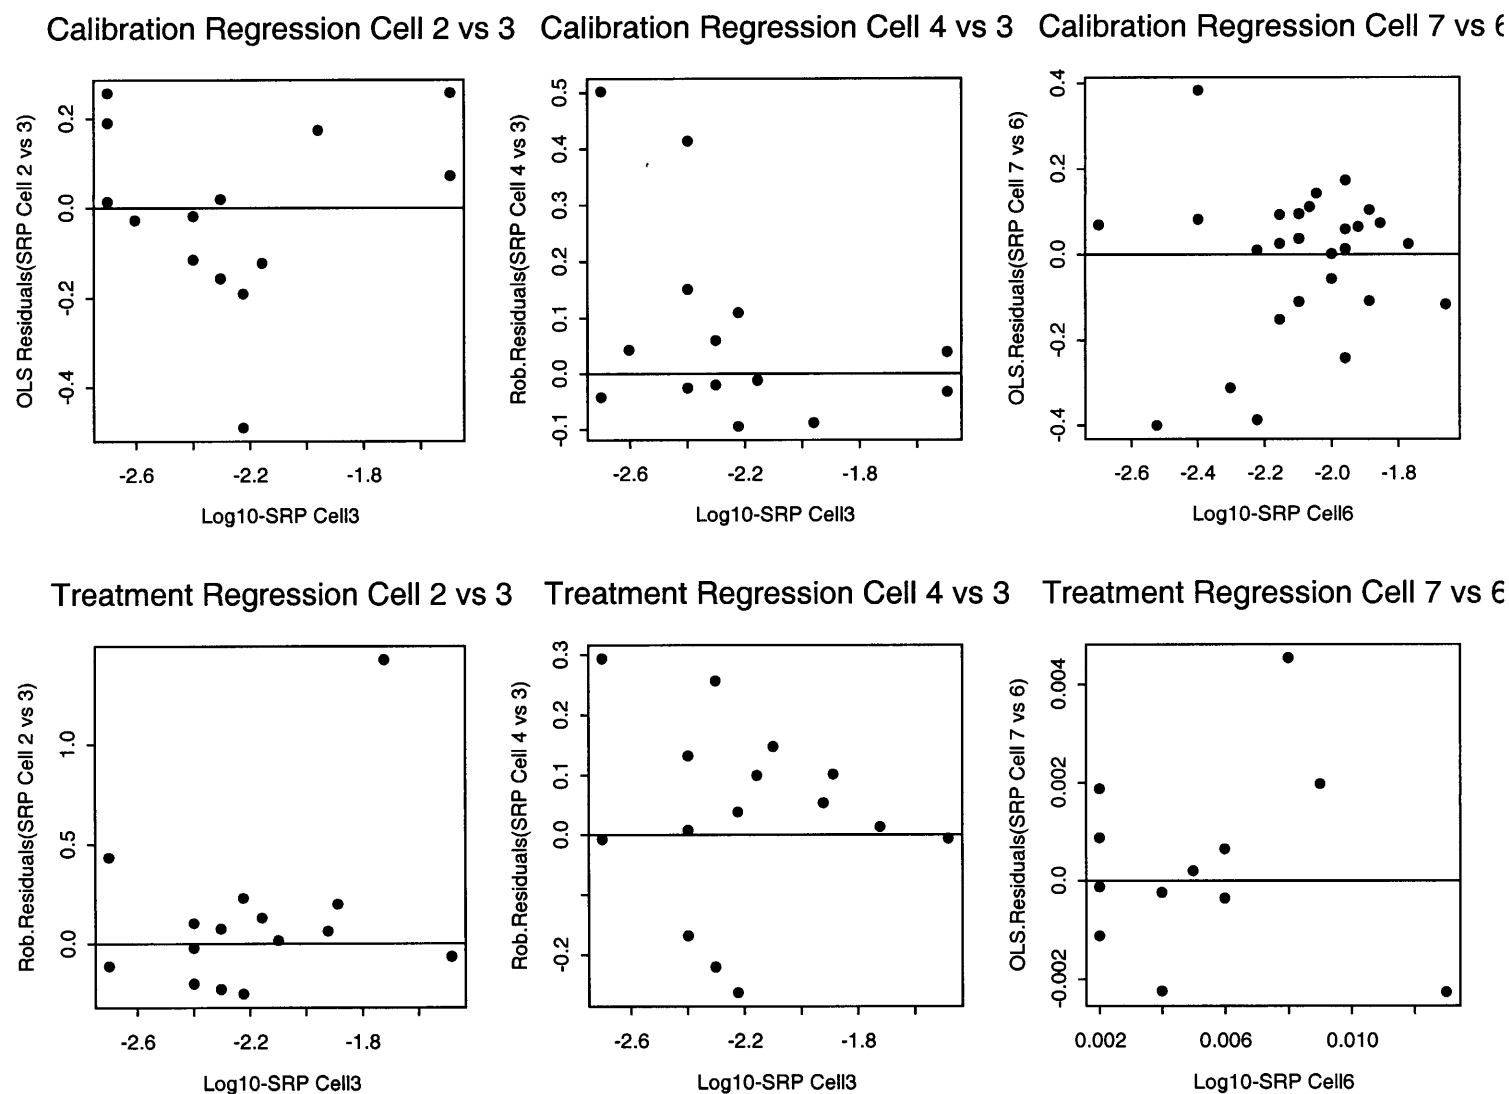 Calibration Regression Cell 2 vs 3
Calibration Regression Cell 4 vs 3
Calibration Regression Cell 7 vs 6
OLS Residuals(SRP Cell 2 vs 3)
0.2
0.0
-0.2
-0.4
-2.6 -2.2 -1.8
Log10-SRP Cell3
Rob.Residuals(SRP Cell 4 vs 3)
0.5
0.4
0.3
0.2
0.1
0.0
-0.1
-2.6 -2.2 -1.8
Log10-SRP Cell3
OLS.Residuals(SRP Cell 7 vs 6)
0.4
0.2
0.0
-0.2
-0.4
-2.6 -2.4 -2.2 -2.0 -1.8
Log10-SRP Cell6
Treatment Regression Cell 2 vs 3
Treatment Regression Cell 4 vs 3
Treatment Regression Cell 7 vs 6
Rob.Residuals(SRP Cell 2 vs 3)
1.0
0.5
0.0
-2.6 -2.2 -1.8
Log10-SRP Cell3
Rob.Residuals(SRP Cell 4 vs 3)
0.3
0.2
0.1
0.0
-0.2
-2.6 -2.2 -1.8
Log10-SRP Cell3
OLS.Residuals(SRP Cell 7 vs 6)
0.004
0.002
0.0
-0.002
0.002 0.006 0.010
Log10-SRP Cell6